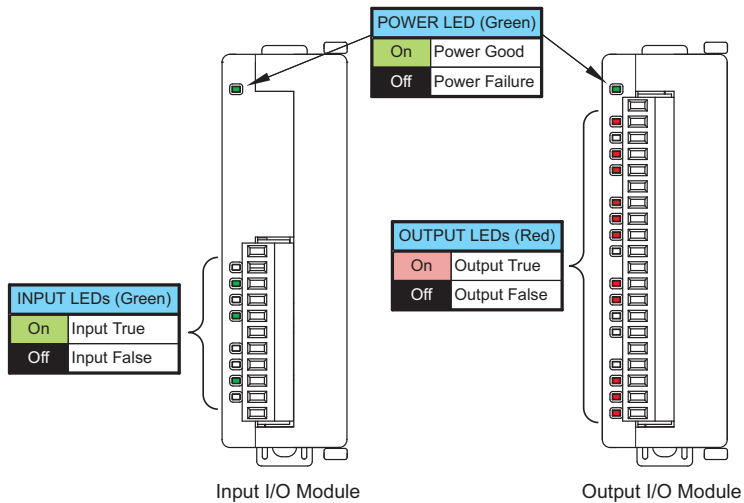 POWER LED (Green)
On Power Good
Off Power Failure
OUTPUT LEDs (Red)
On Output True
Off Output False
INPUT LEDs (Green)
On Input True
Off Input False
Input I/O Module
Output I/O Module